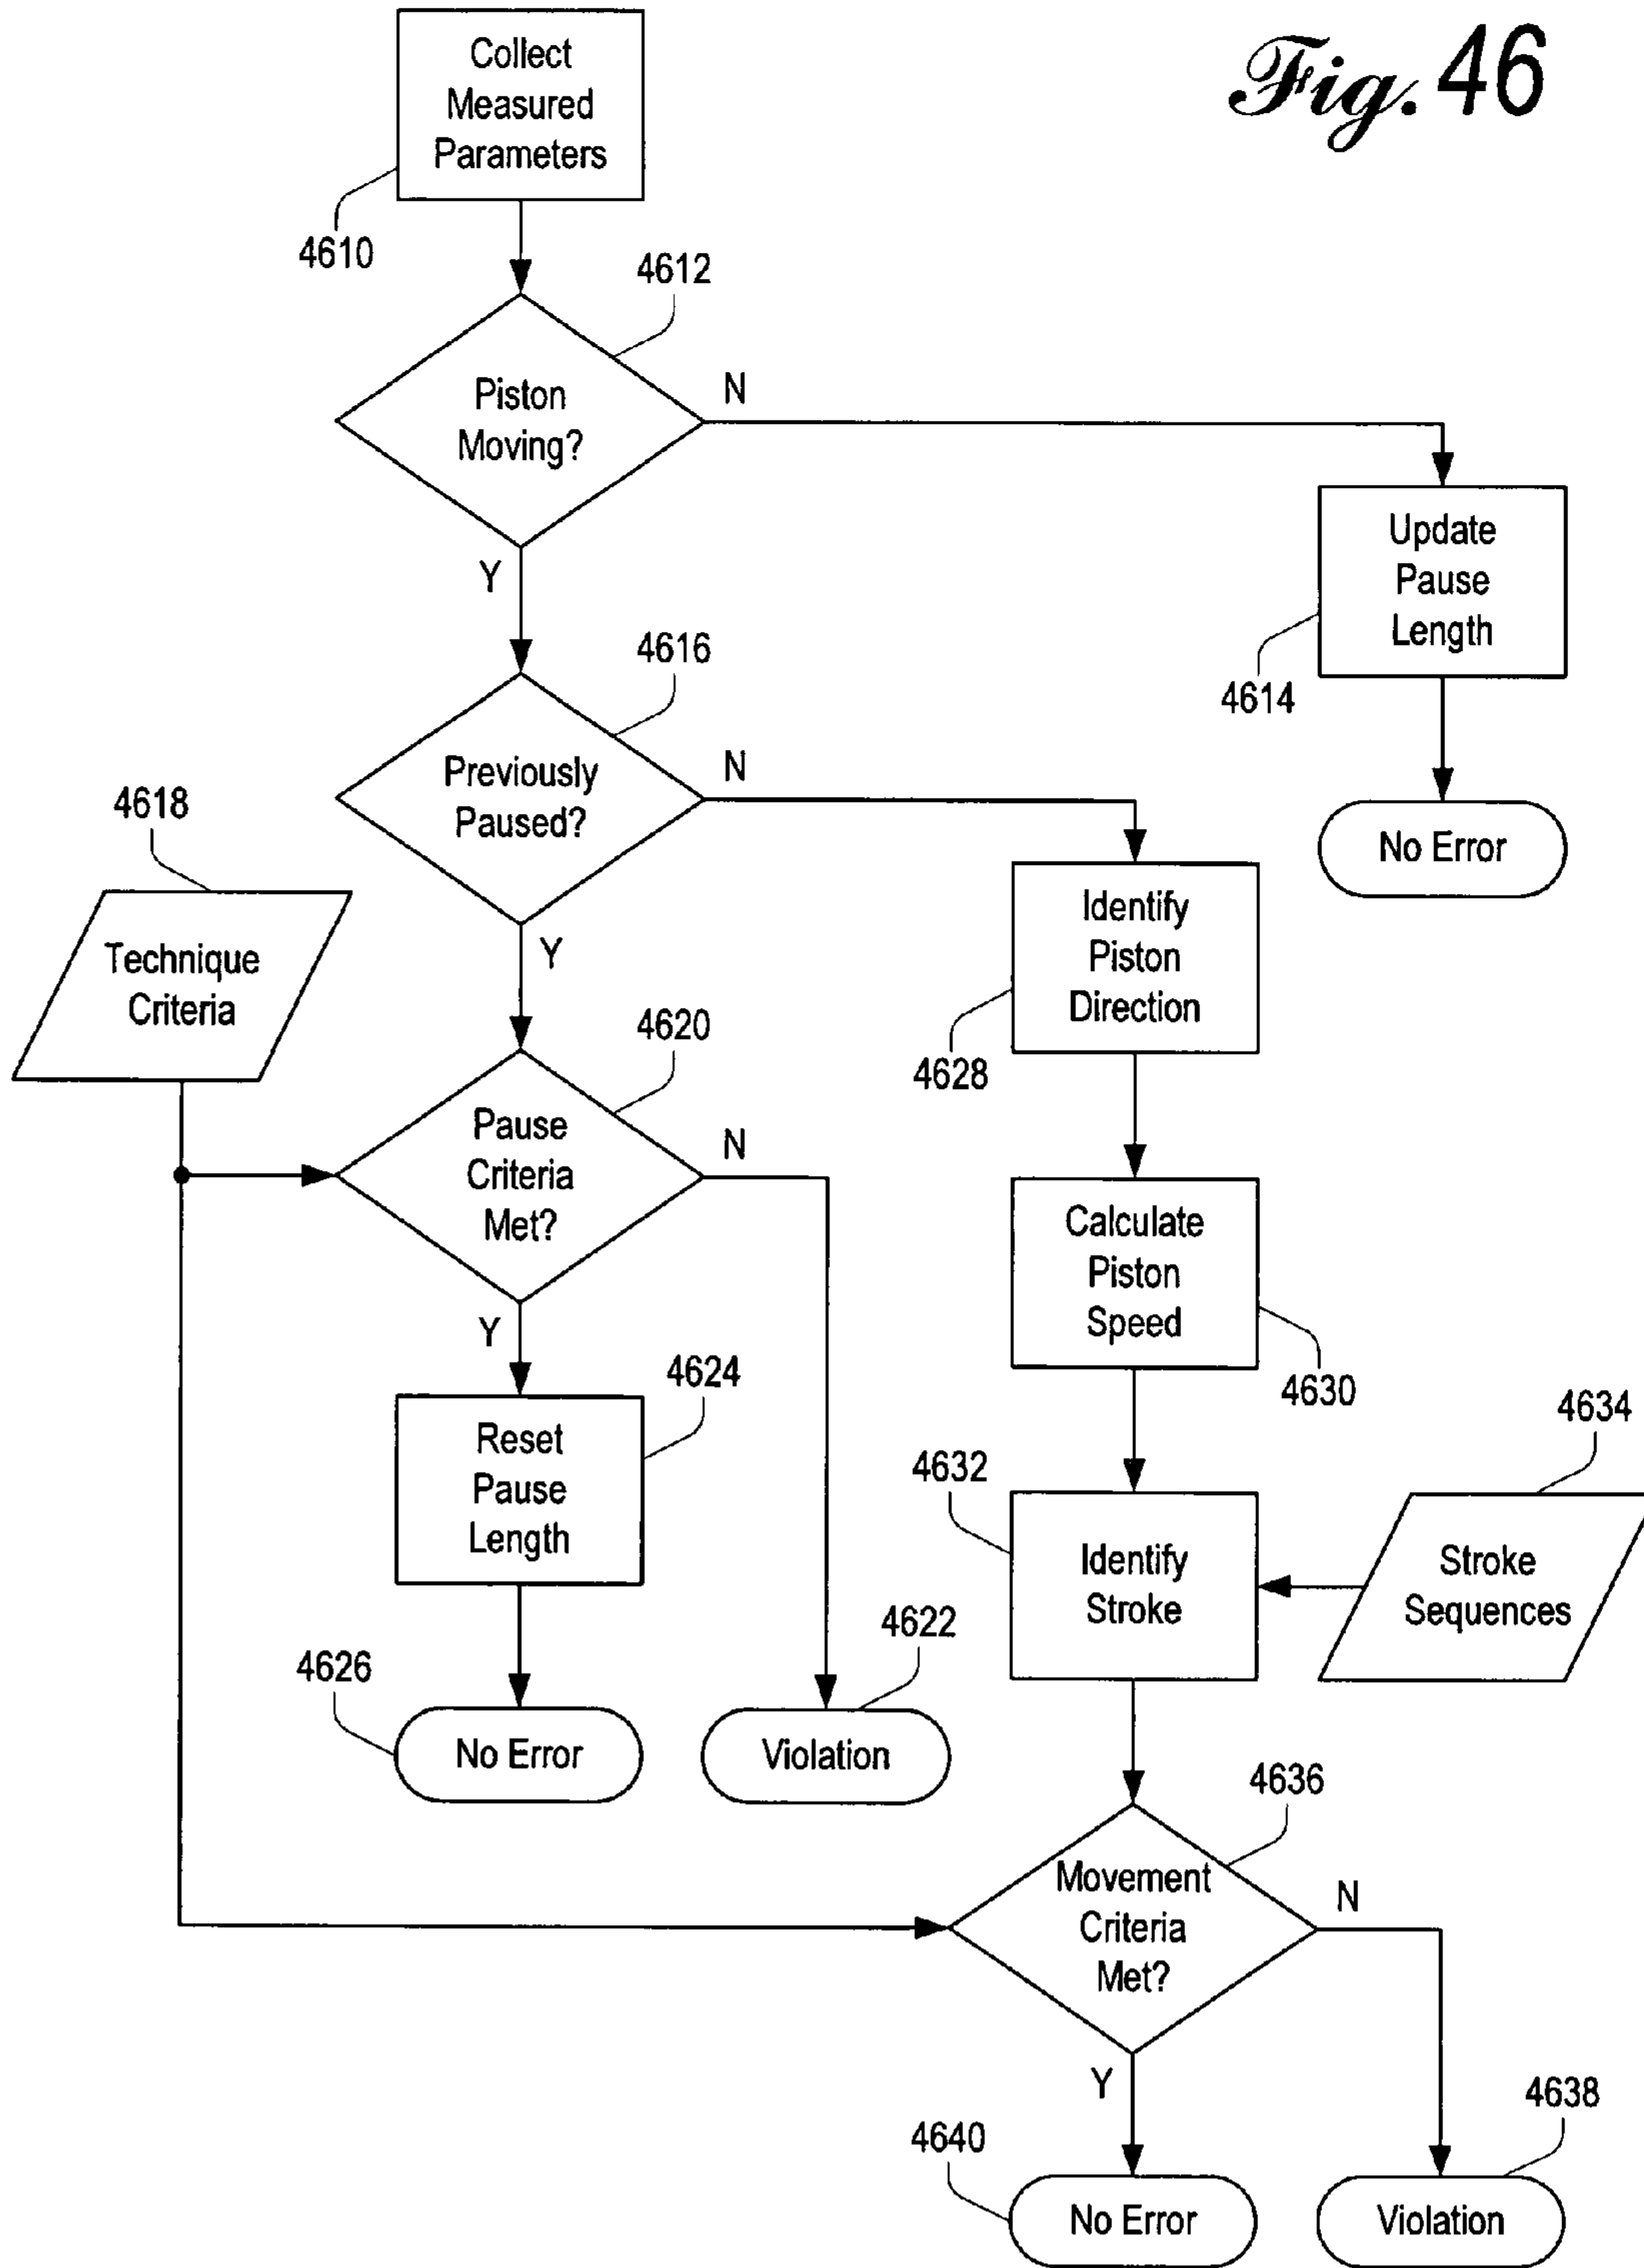 Fig. 46
Collect
Measured
Parameters
4610
4612
Piston
Moving?
N
Y
Update
Pause
Length
4614
No Error
4616
Previously
Paused?
N
Y
4618
Technique
Criteria
4620
Pause
Criteria
Met?
N
Y
4624
Reset
Pause
Length
4626
No Error
4622
Violation
Identify
Piston
Direction
4628
Calculate
Piston
Speed
4630
4632
Identify
Stroke
4634
Stroke
Sequences
4636
Movement
Criteria
Met?
N
Y
4640
No Error
4638
Violation